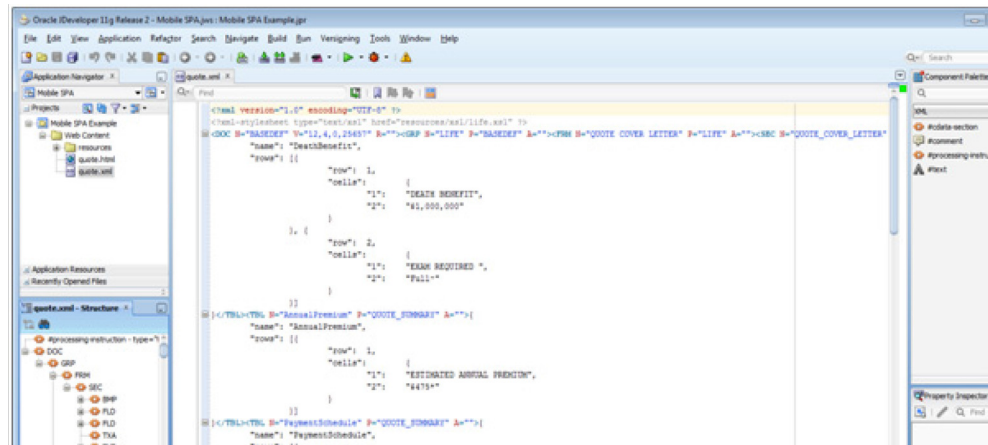 Oracle JDeveloper 11g Release 2 - Mobile SPA.jws : Mobile SPA Example.jpr
File Edit View Application Refactor Search Navigate Build Run Versioning Tools Window Help
Search
Application Navigator
quote.xml
Component Palette
Mobile SPA
Find
Projects
XML
Mobile SPA Example
Web Content
resources
quote.html
quote.xml
#cdata-section
#comment
#processing-instru
#text
<?xml version="1.0" encoding="UTF-8" ?>
<?xml-stylesheet type="text/xsl" href="resources/xsl/life.xsl" ?>
<DOC N="BASEDEF" V="12,4,0,25657" R=""><GRP N="LIFE" P="BASEDEF" A=""><FRM N="QUOTE COVER LETTER" P="LIFE" A=""><SEC N="QUOTE_COVER_LETTER"
"name": "DeathBenefit",
"rows": [{
"row": 1,
"cells": {
"1": "DEATH BENEFIT",
"2": "$1,000,000"
}
}, {
"row": 2,
"cells": {
"1": "EXAM REQUIRED ",
"2": "Full*"
}
}]
}</TBL><TBL N="AnnualPremium" P="QUOTE_SUMMARY" A="">{
"name": "AnnualPremium",
"rows": [{
"row": 1,
"cells": {
"1": "ESTIMATED ANNUAL PREMIUM",
"2": "$475*"
}
}]
}</TBL><TBL N="PaymentSchedule" P="QUOTE_SUMMARY" A="">{
"name": "PaymentSchedule",
Application Resources
Recently Opened Files
quote.xml - Structure
#processing-instruction - type="t
DOC
GRP
FRM
SEC
BMP
FLD
FLD
TXA
Property Inspector
Find